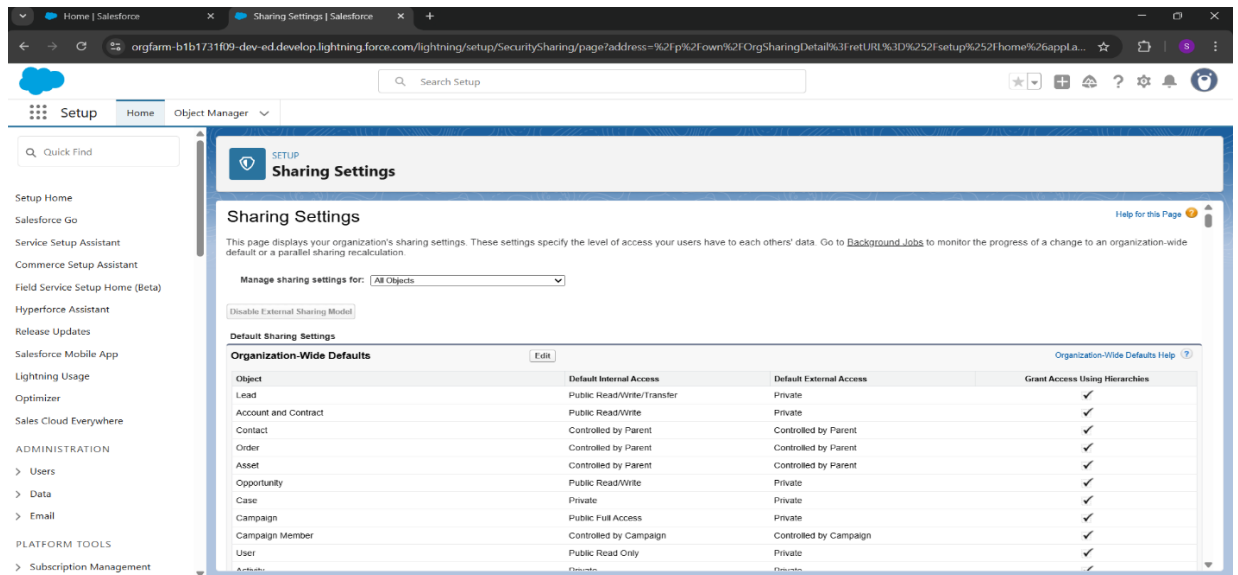 Home | Salesforce
Sharing Settings | Salesforce
orgfarm-b1b1731f09-dev-ed.develop.lightning.force.com/lightning/setup/SecuritySharing/page?address=%2Fp%2Fown%2FOrgSharingDetail%3FretURL%3D%252Fsetup%252Fhome%26appLa...
S
Search Setup
Setup
Home
Object Manager
Quick Find
Setup Home
Salesforce Go
Service Setup Assistant
Commerce Setup Assistant
Field Service Setup Home (Beta)
Hyperforce Assistant
Release Updates
Salesforce Mobile App
Lightning Usage
Optimizer
Sales Cloud Everywhere
ADMINISTRATION
Users
Data
Email
PLATFORM TOOLS
Subscription Management
SETUP
Sharing Settings
Sharing Settings
Help for this Page ?
This page displays your organization's sharing settings. These settings specify the level of access your users have to each others' data. Go to Background Jobs to monitor the progress of a change to an organization-wide
default or a parallel sharing recalculation.
Manage sharing settings for: All Objects
Disable External Sharing Model
Default Sharing Settings
Organization-Wide Defaults Edit Organization-Wide Defaults Help ?
Object Default Internal Access Default External Access Grant Access Using Hierarchies
Lead Public Read/Write/Transfer Private ✓
Account and Contract Public Read/Write Private ✓
Contact Controlled by Parent Controlled by Parent ✓
Order Controlled by Parent Controlled by Parent ✓
Asset Controlled by Parent Controlled by Parent ✓
Opportunity Public Read/Write Private ✓
Case Private Private ✓
Campaign Public Full Access Private ✓
Campaign Member Controlled by Campaign Controlled by Campaign ✓
User Public Read Only Private ✓
Activity Private Private ✓